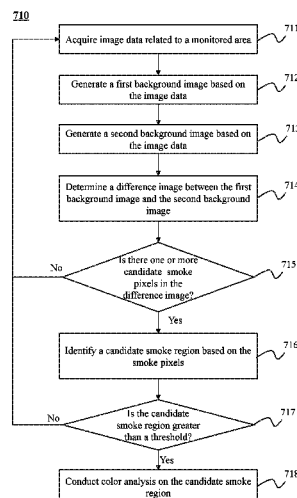 710
Acquire image data related to a monitored area
711
Generate a first background image based on
the image data
712
Generate a second background image based on
the image data
713
Determine a difference image between the first
background image and the second background
image
714
Is there one or more
candidate smoke
pixels in the
difference image?
715
No
Yes
Identify a candidate smoke region based on the
smoke pixels
716
Is the candidate
smoke region greater
than a threshold?
717
No
Yes
Conduct color analysis on the candidate smoke
region
718